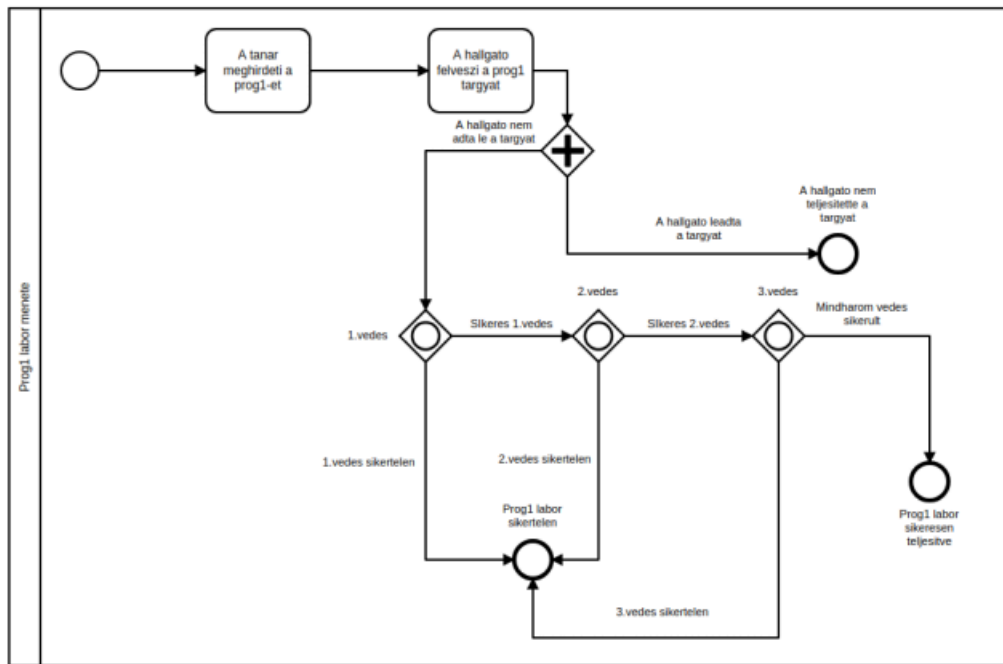 Prog1 labor menete
A tanar
meghirdeti a
prog1-et
A hallgato
felveszi a prog1
targyat
A hallgato nem
adta le a targyat
A hallgato leadta
a targyat
A hallgato nem
teljesitette a
targyat
1.vedes
SIkeres 1.vedes
2.vedes
SIkeres 2.vedes
3.vedes
Mindharom vedes
sikerult
1.vedes sikertelen
2.vedes sikertelen
Prog1 labor
sikertelen
Prog1 labor
sikeresen
teljesitve
3.vedes sikertelen